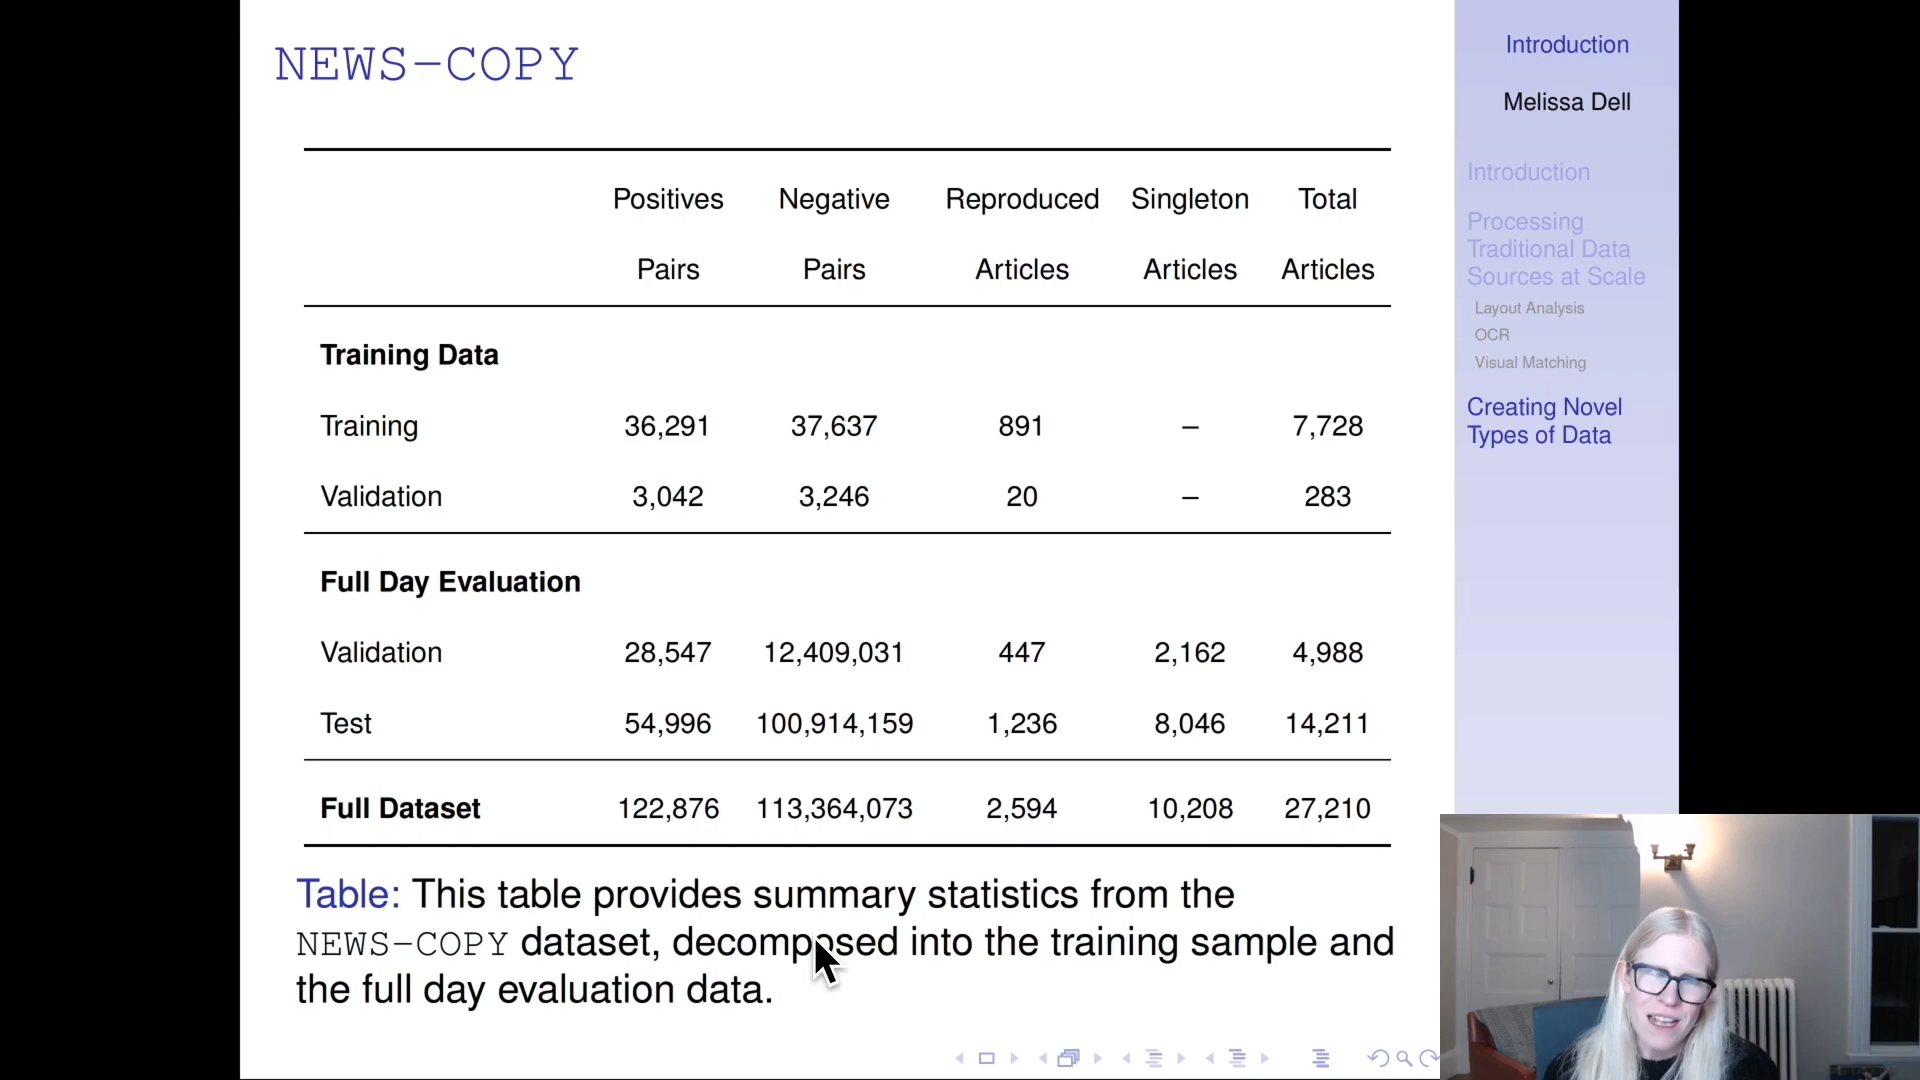 NEWS-COPY
Positives Negative Reproduced Singleton Total
Pairs Pairs Articles Articles Articles
Training Data
Training 36,291 37,637 891 – 7,728
Validation 3,042 3,246 20 – 283
Full Day Evaluation
Validation 28,547 12,409,031 447 2,162 4,988
Test 54,996 100,914,159 1,236 8,046 14,211
Full Dataset 122,876 113,364,073 2,594 10,208 27,210
Table: This table provides summary statistics from the
NEWS-COPY dataset, decomposed into the training sample and
the full day evaluation data.
Introduction
Melissa Dell
Introduction
Processing
Traditional Data
Sources at Scale
Layout Analysis
OCR
Visual Matching
Creating Novel
Types of Data